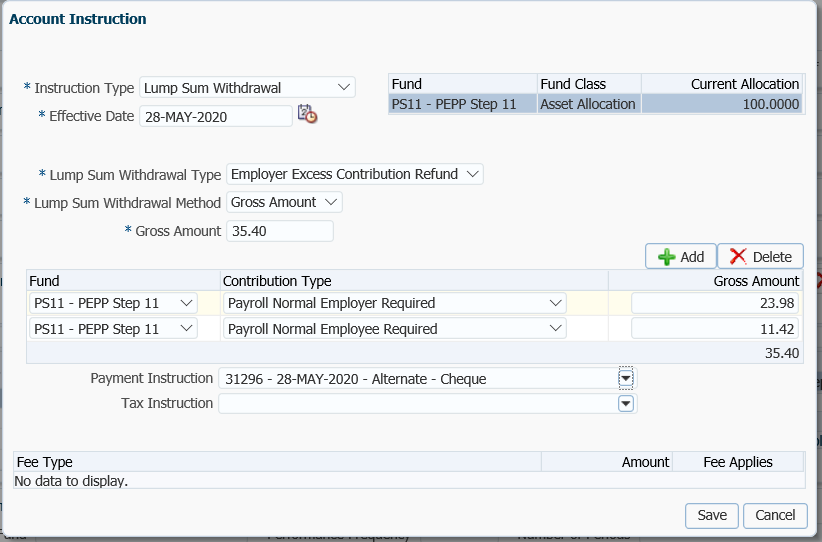 Account Instruction
* Instruction Type Lump Sum Withdrawal
* Effective Date 28-MAY-2020
Fund Fund Class Current Allocation
PS11 - PEPP Step 11 Asset Allocation 100.0000
* Lump Sum Withdrawal Type Employer Excess Contribution Refund
* Lump Sum Withdrawal Method Gross Amount
* Gross Amount 35.40
Add Delete
Fund Contribution Type Gross Amount
PS11 - PEPP Step 11 Payroll Normal Employer Required 23.98
PS11 - PEPP Step 11 Payroll Normal Employee Required 11.42
35.40
Payment Instruction 31296 - 28-MAY-2020 - Alternate - Cheque
Tax Instruction
Fee Type Amount Fee Applies
No data to display.
Save Cancel